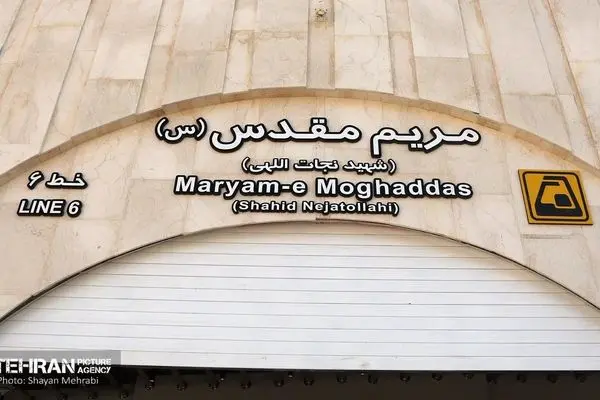 مریم مقدس (س)
(شهید نجات اللهی)
Maryam-e Moghaddas
(Shahid Nejatollahi)
خط ۶
LINE 6
TEHRAN PICTURE AGENCY
Photo: Shayan Mehrabi